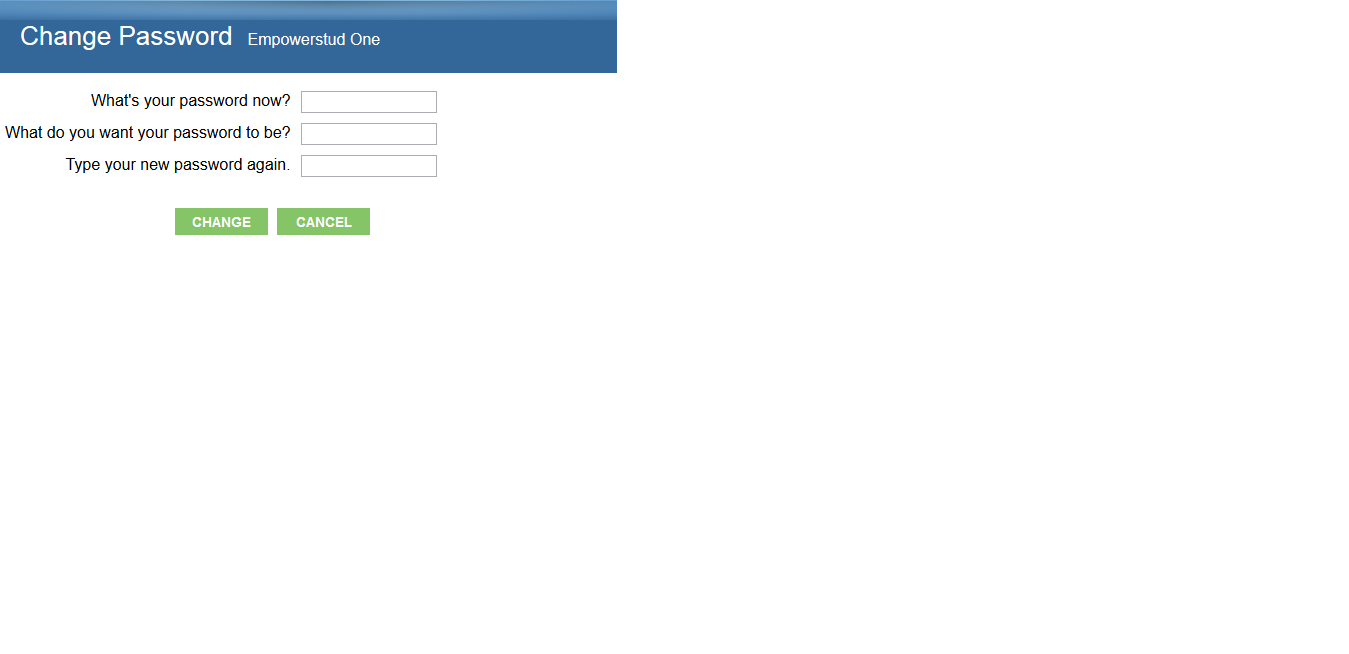 Change Password Empowerstud One
What's your password now?
What do you want your password to be?
Type your new password again.
CHANGE CANCEL